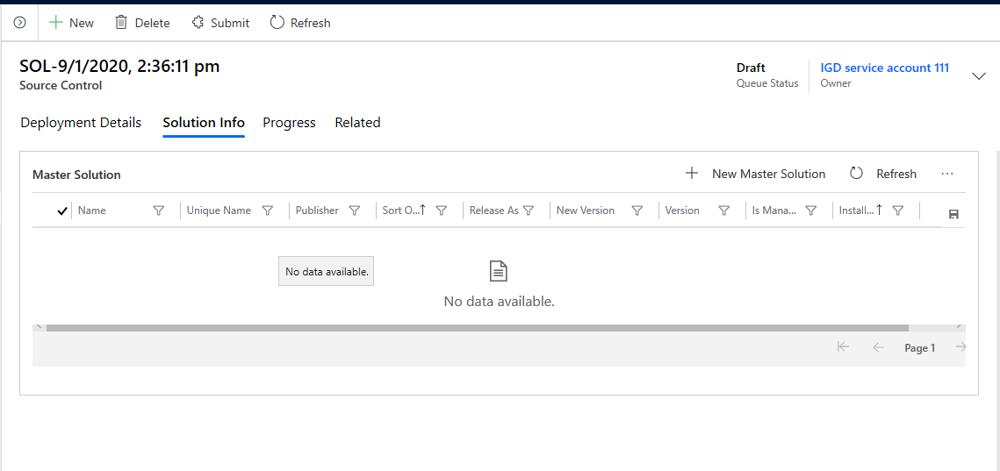 New Delete Submit Refresh
SOL-9/1/2020, 2:36:11 pm
Source Control
Draft
Queue Status
IGD service account 111
Owner
Deployment Details Solution Info Progress Related
Master Solution
New Master Solution Refresh ...
Name Unique Name Publisher Sort O... Release As New Version Version Is Mana... Install...
No data available.
No data available.
Page 1